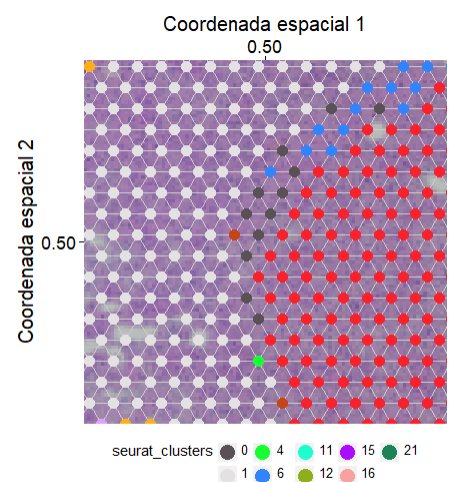 Coordenada espacial 1
0.50
Coordenada espacial 2
0.50
seurat_clusters 0 4 11 15 21
1 6 12 16